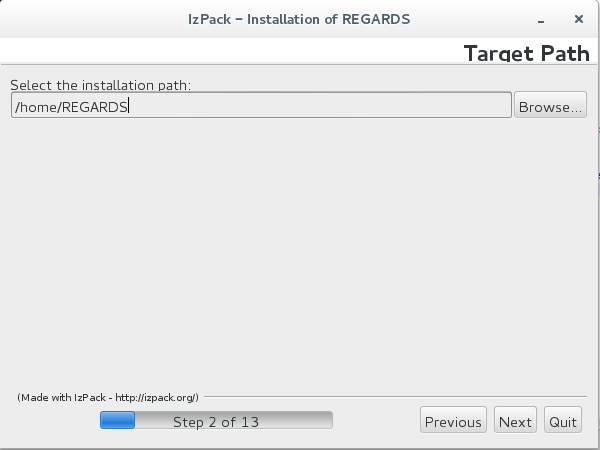 IzPack - Installation of REGARDS
Target Path
Select the installation path:
/home/REGARDS
Browse...
(Made with IzPack - http://izpack.org/)
Step 2 of 13
Previous
Next
Quit